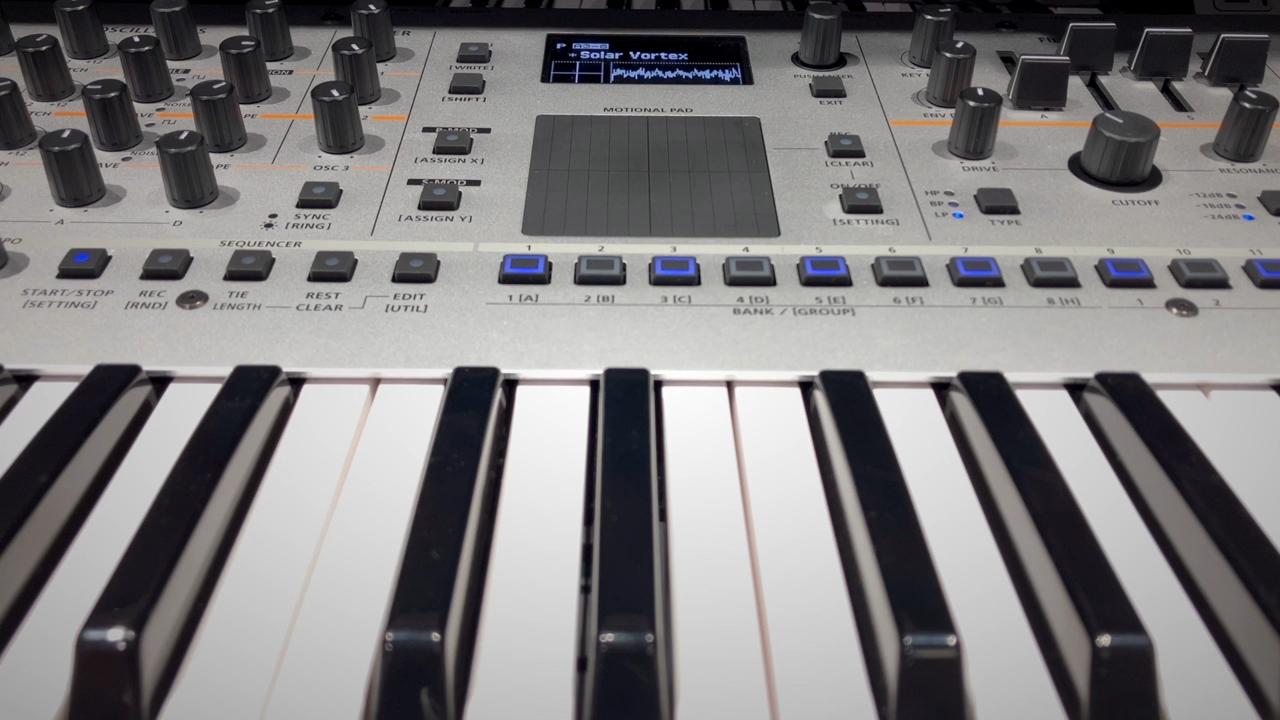 [WRITE]
[SHIFT]
P
*Solar Vortex
PUSH ENTER
EXIT
MOTIONAL PAD
[ASSIGN X]
[ASSIGN Y]
REC
[CLEAR]
ON/OFF
[SETTING]
OSC 3
NOISE
A
D
SYNC
[RING]
DRIVE
CUTOFF
RESONANCE
HP
BP
LP
TYPE
-12dB
-18dB
-24dB
SEQUENCER
START/STOP
[SETTING]
REC
[RND]
TIE
LENGTH
REST
CLEAR
EDIT
[UTIL]
1 2 3 4 5 6 7 8 9 10 11
1 [A] 2 [B] 3 [C] 4 [D] 5 [E] 6 [F] 7 [G] 8 [H] 1 2
BANK / [GROUP]